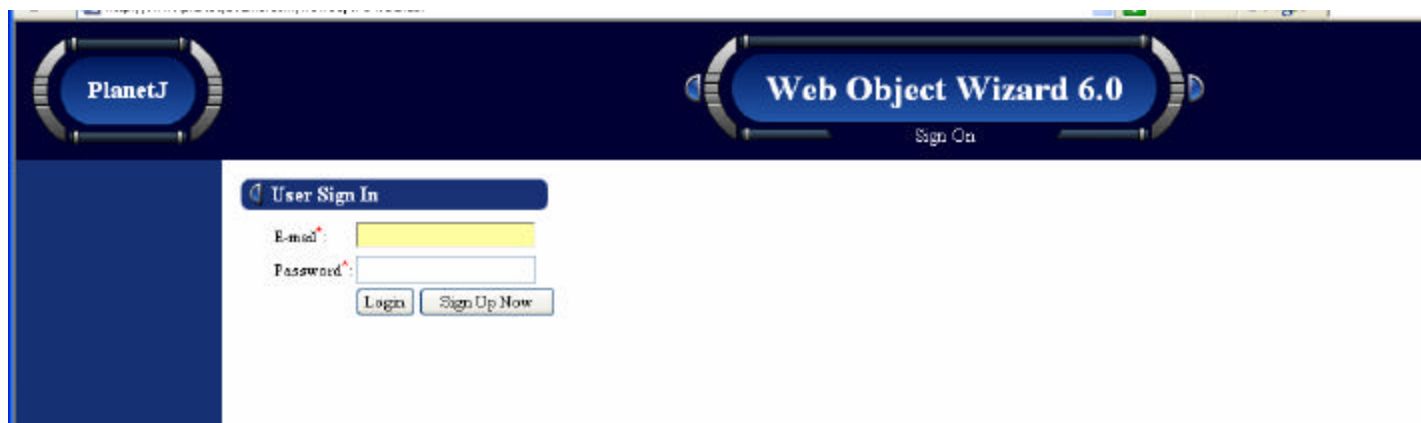 PlanetJ
Web Object Wizard 6.0
Sign On
User Sign In
E-mail*:
Password*:
Login Sign Up Now